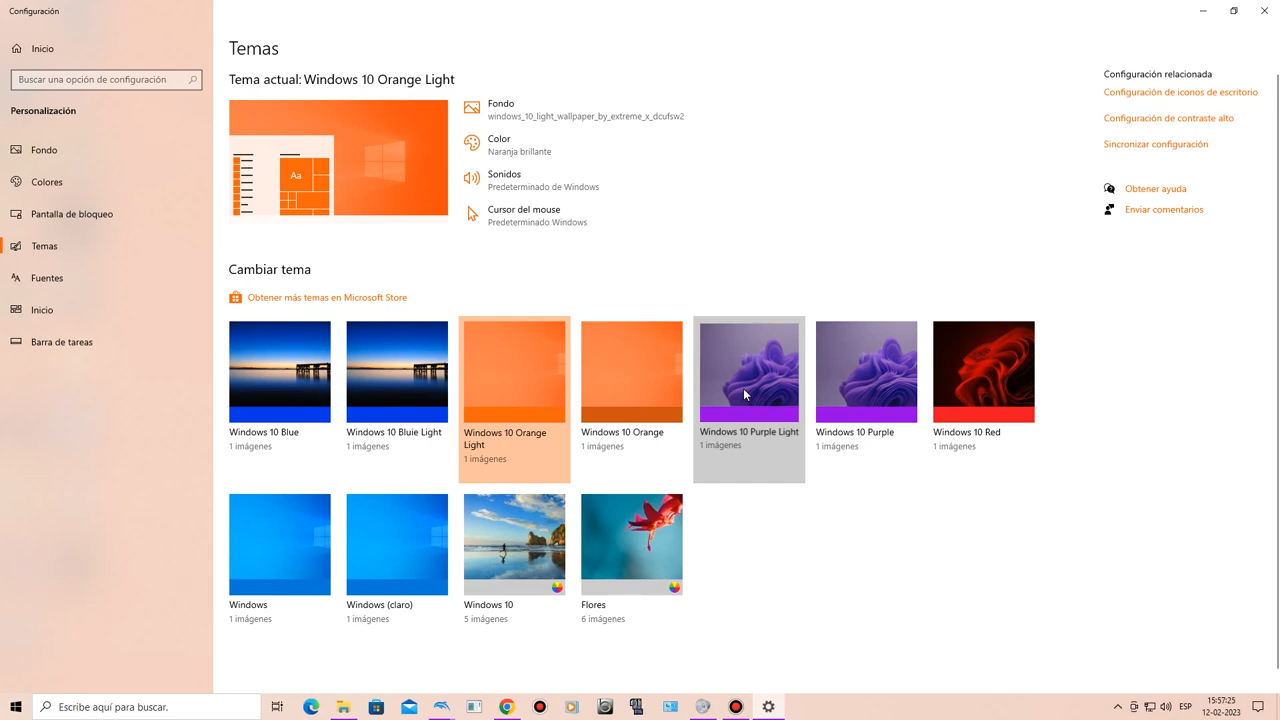 Configuración
Inicio
Buscar una opción de configuración
Personalización
Fondo
Colores
Pantalla de bloqueo
Temas
Fuentes
Inicio
Barra de tareas
Temas
Tema actual: Windows 10 Orange Light
Aa
Fondo
windows_10_light_wallpaper_by_extreme_x_dcufsw2
Color
Naranja brillante
Sonidos
Predeterminado de Windows
Cursor del mouse
Predeterminado Windows
Cambiar tema
Obtener más temas en Microsoft Store
Windows 10 Blue
1 imágenes
Windows 10 Bluie Light
1 imágenes
Windows 10 Orange
Light
1 imágenes
Windows 10 Orange
1 imágenes
Windows 10 Purple Light
1 imágenes
Windows 10 Purple
1 imágenes
Windows 10 Red
1 imágenes
Windows
1 imágenes
Windows (claro)
1 imágenes
Windows 10
5 imágenes
Flores
6 imágenes
Configuración relacionada
Configuración de iconos de escritorio
Configuración de contraste alto
Sincronizar configuración
Obtener ayuda
Enviar comentarios
Escribe aquí para buscar.
ESP
15:57:25
12-02-2023